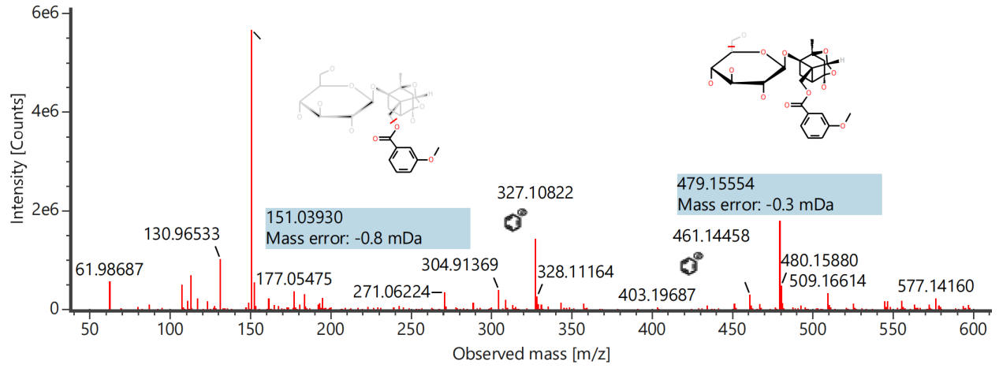 Intensity [Counts]
6e6
4e6
2e6
0
61.98687
130.96533
151.03930
Mass error: -0.8 mDa
177.05475
271.06224
304.91369
327.10822
328.11164
403.19687
479.15554
Mass error: -0.3 mDa
461.14458
480.15880
509.16614
577.14160
O
O
O
O
O
O
O
O
O
H
O
O
O
O
O
O
O
O
O
O
O
O
O
H
O
O
O
50 100 150 200 250 300 350 400 450 500 550 600
Observed mass [m/z]